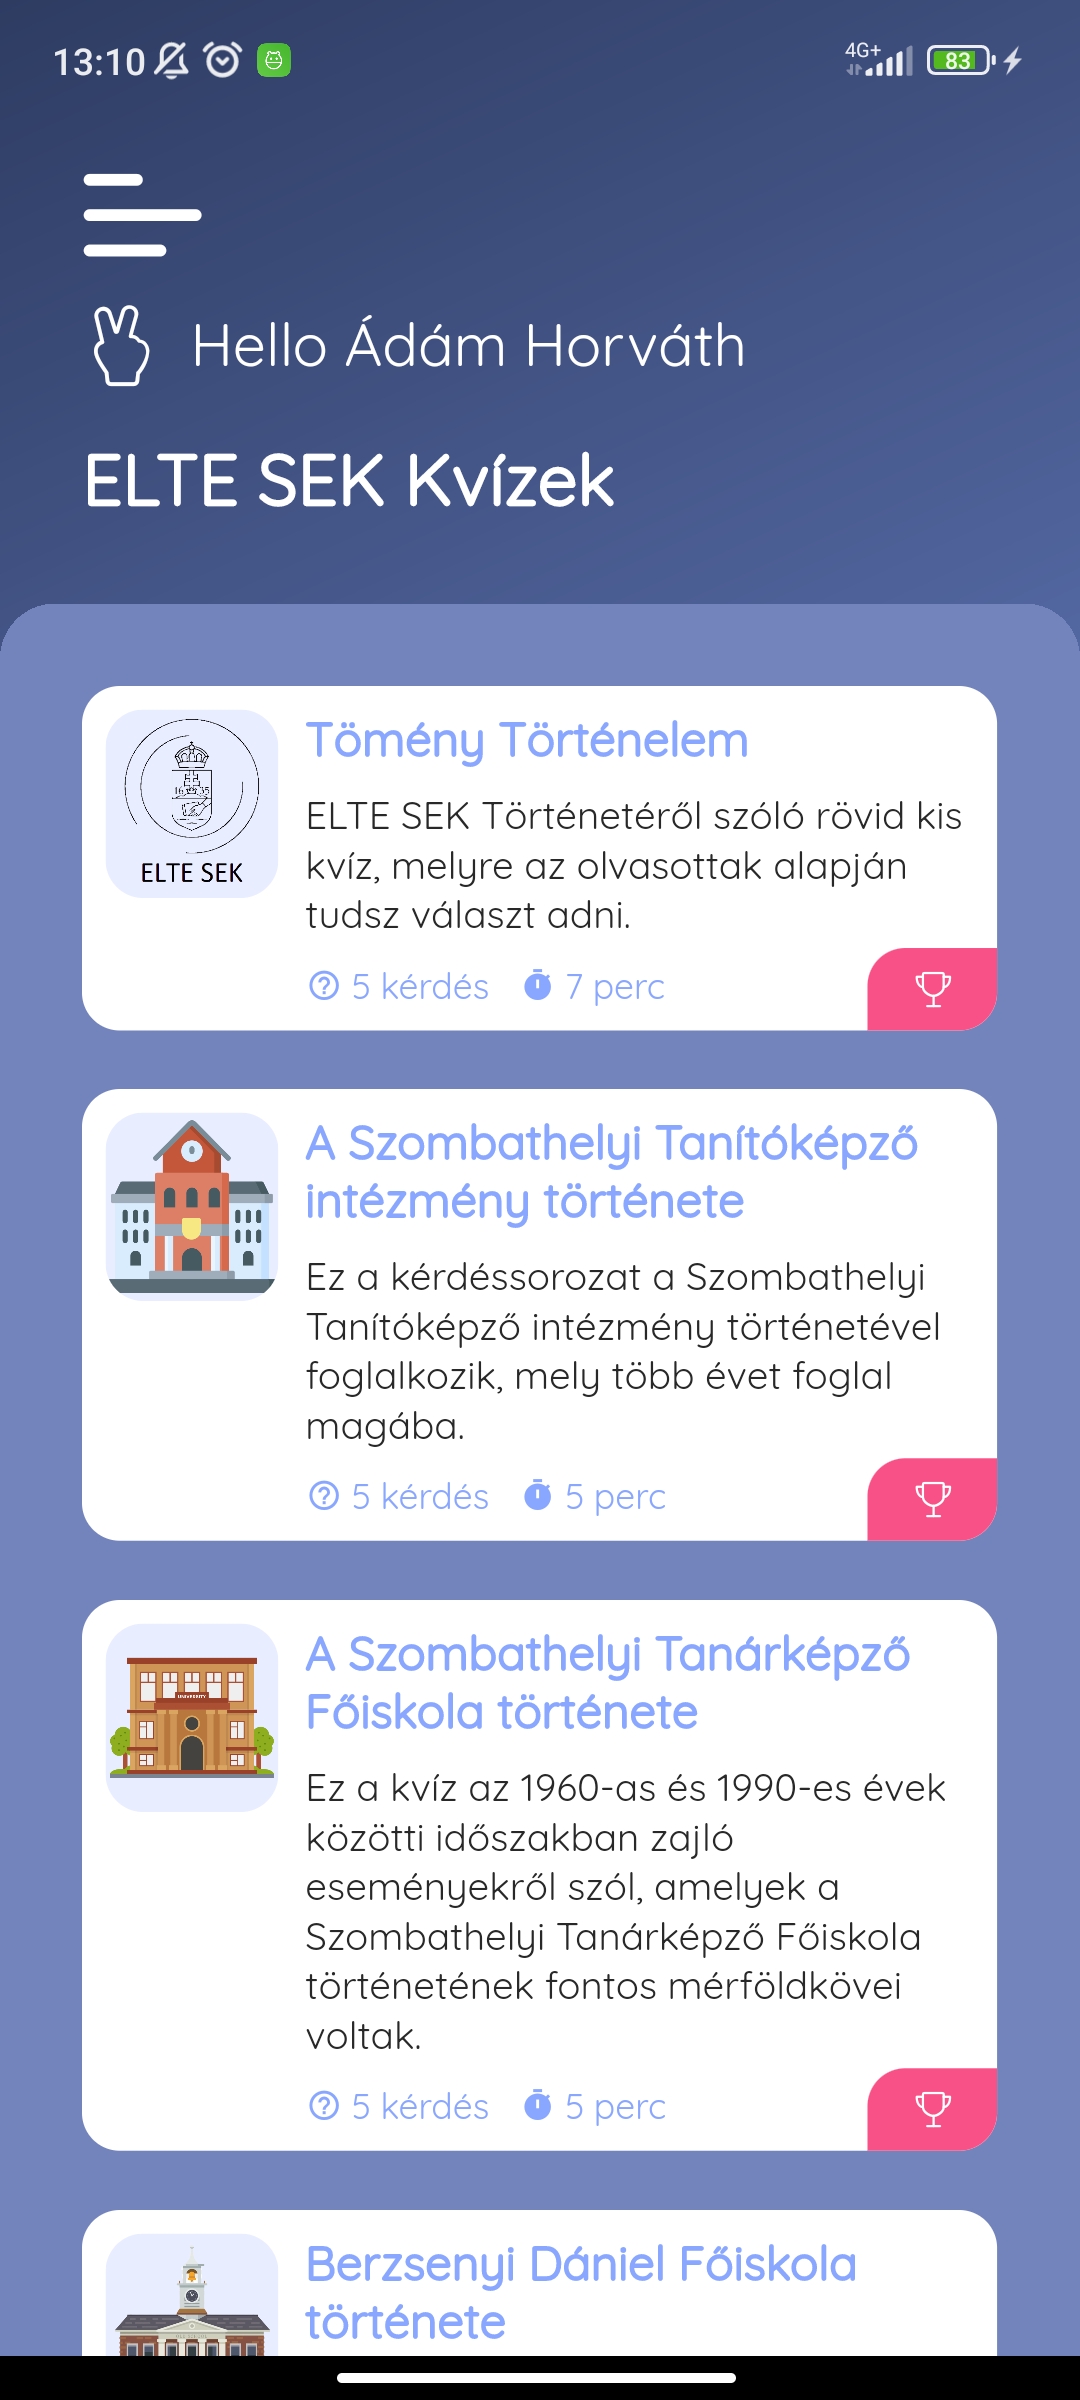 13:10
4G+
83
Hello Ádám Horváth
ELTE SEK Kvízek
16 35
ELTE SEK
Tömény Történelem
ELTE SEK Történetéről szóló rövid kis
kvíz, melyre az olvasottak alapján
tudsz választ adni.
5 kérdés
7 perc
A Szombathelyi Tanítóképző
intézmény története
Ez a kérdéssorozat a Szombathelyi
Tanítóképző intézmény történetével
foglalkozik, mely több évet foglal
magába.
5 kérdés
5 perc
UNIVERSITY
A Szombathelyi Tanárképző
Főiskola története
Ez a kvíz az 1960-as és 1990-es évek
közötti időszakban zajló
eseményekről szól, amelyek a
Szombathelyi Tanárképző Főiskola
történetének fontos mérföldkövei
voltak.
5 kérdés
5 perc
Berzsenyi Dániel Főiskola
története